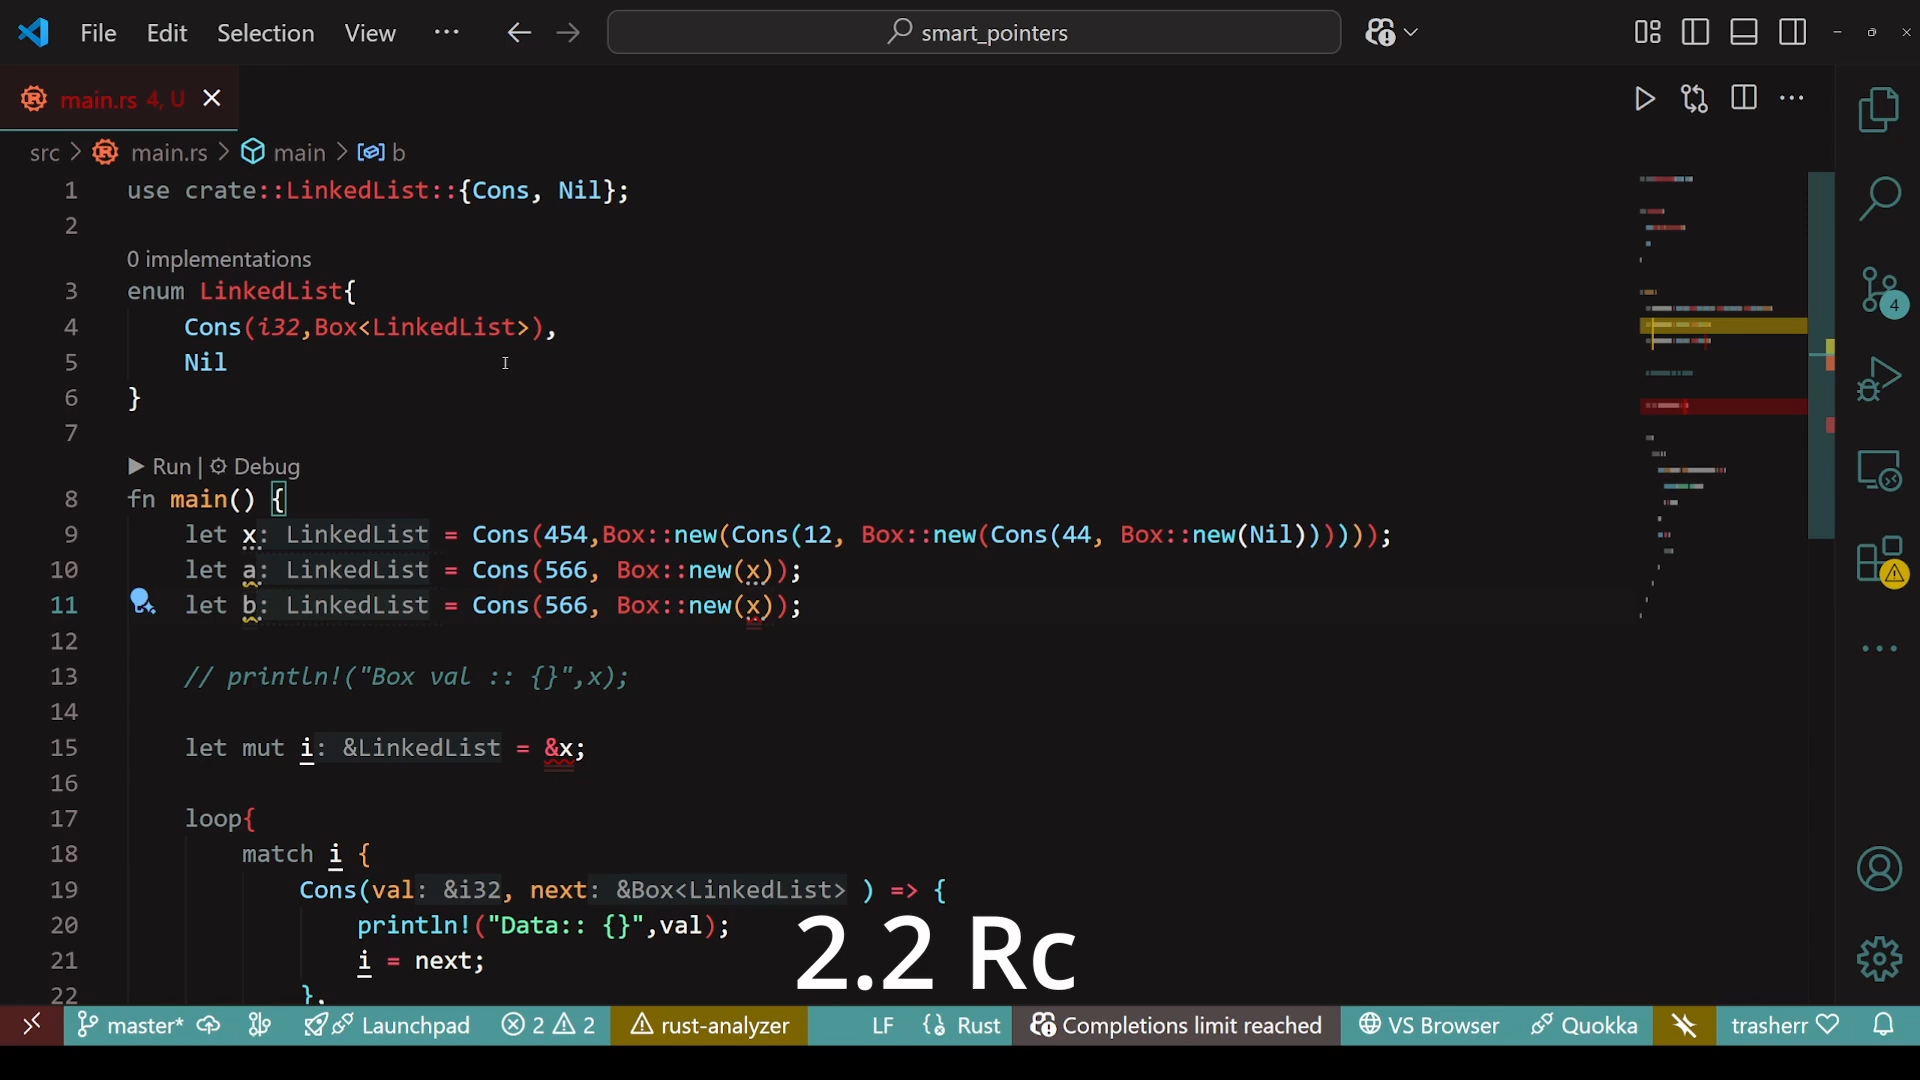 File Edit Selection View ··· smart_pointers
main.rs 4, U
src > main.rs > main > b
1 use crate::LinkedList::{Cons, Nil};
2
0 implementations
3 enum LinkedList{
4 Cons(i32,Box<LinkedList>),
5 Nil
6 }
7
Run | Debug
8 fn main() {
9 let x: LinkedList = Cons(454,Box::new(Cons(12, Box::new(Cons(44, Box::new(Nil))))));
10 let a: LinkedList = Cons(566, Box::new(x));
11 let b: LinkedList = Cons(566, Box::new(x));
12
13 // println!("Box val :: {}",x);
14
15 let mut i: &LinkedList = &x;
16
17 loop{
18 match i {
19 Cons(val: &i32, next: &Box<LinkedList> ) => {
20 println!("Data:: {}",val);
21 i = next;
22 },
2.2 Rc
4
master* Launchpad 2 2 rust-analyzer LF {} Rust Completions limit reached VS Browser Quokka trasherr